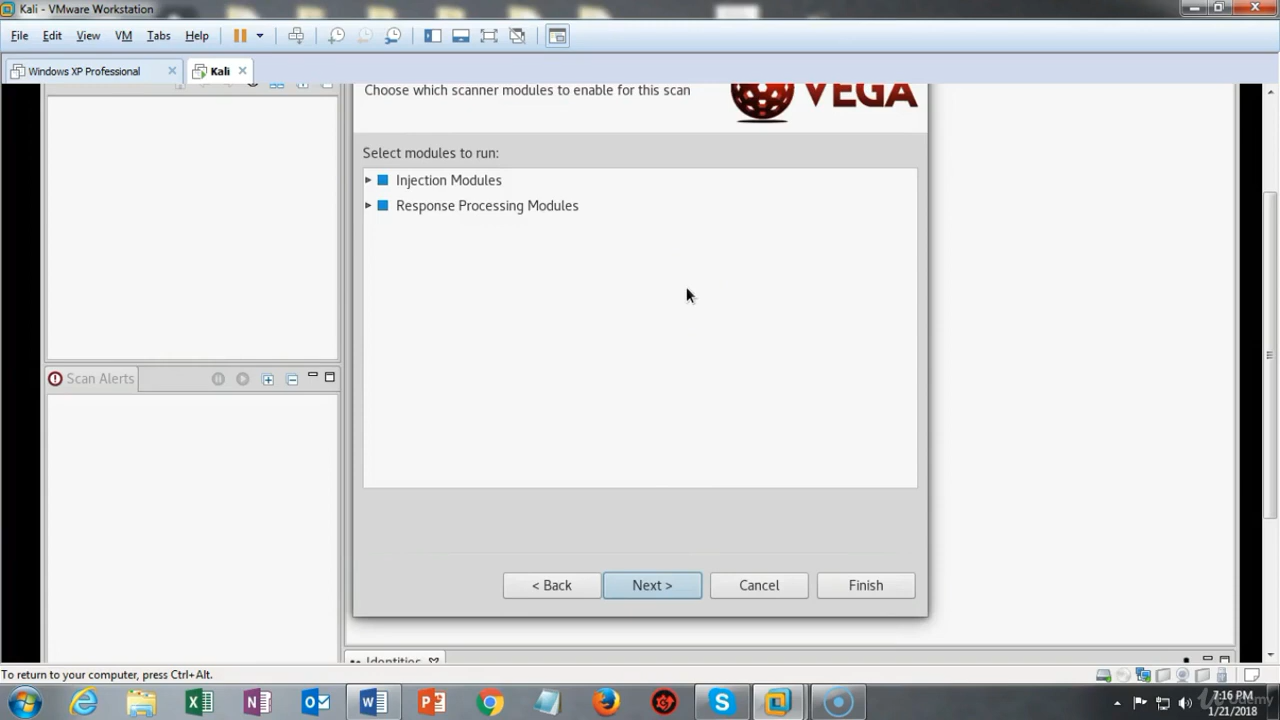 Kali - VMware Workstation
File Edit View VM Tabs Help
Windows XP Professional Kali
Choose which scanner modules to enable for this scan
VEGA
Select modules to run:
Injection Modules
Response Processing Modules
Scan Alerts
< Back Next > Cancel Finish
Identities
To return to your computer, press Ctrl+Alt.
7:16 PM
1/21/2018
Udemy